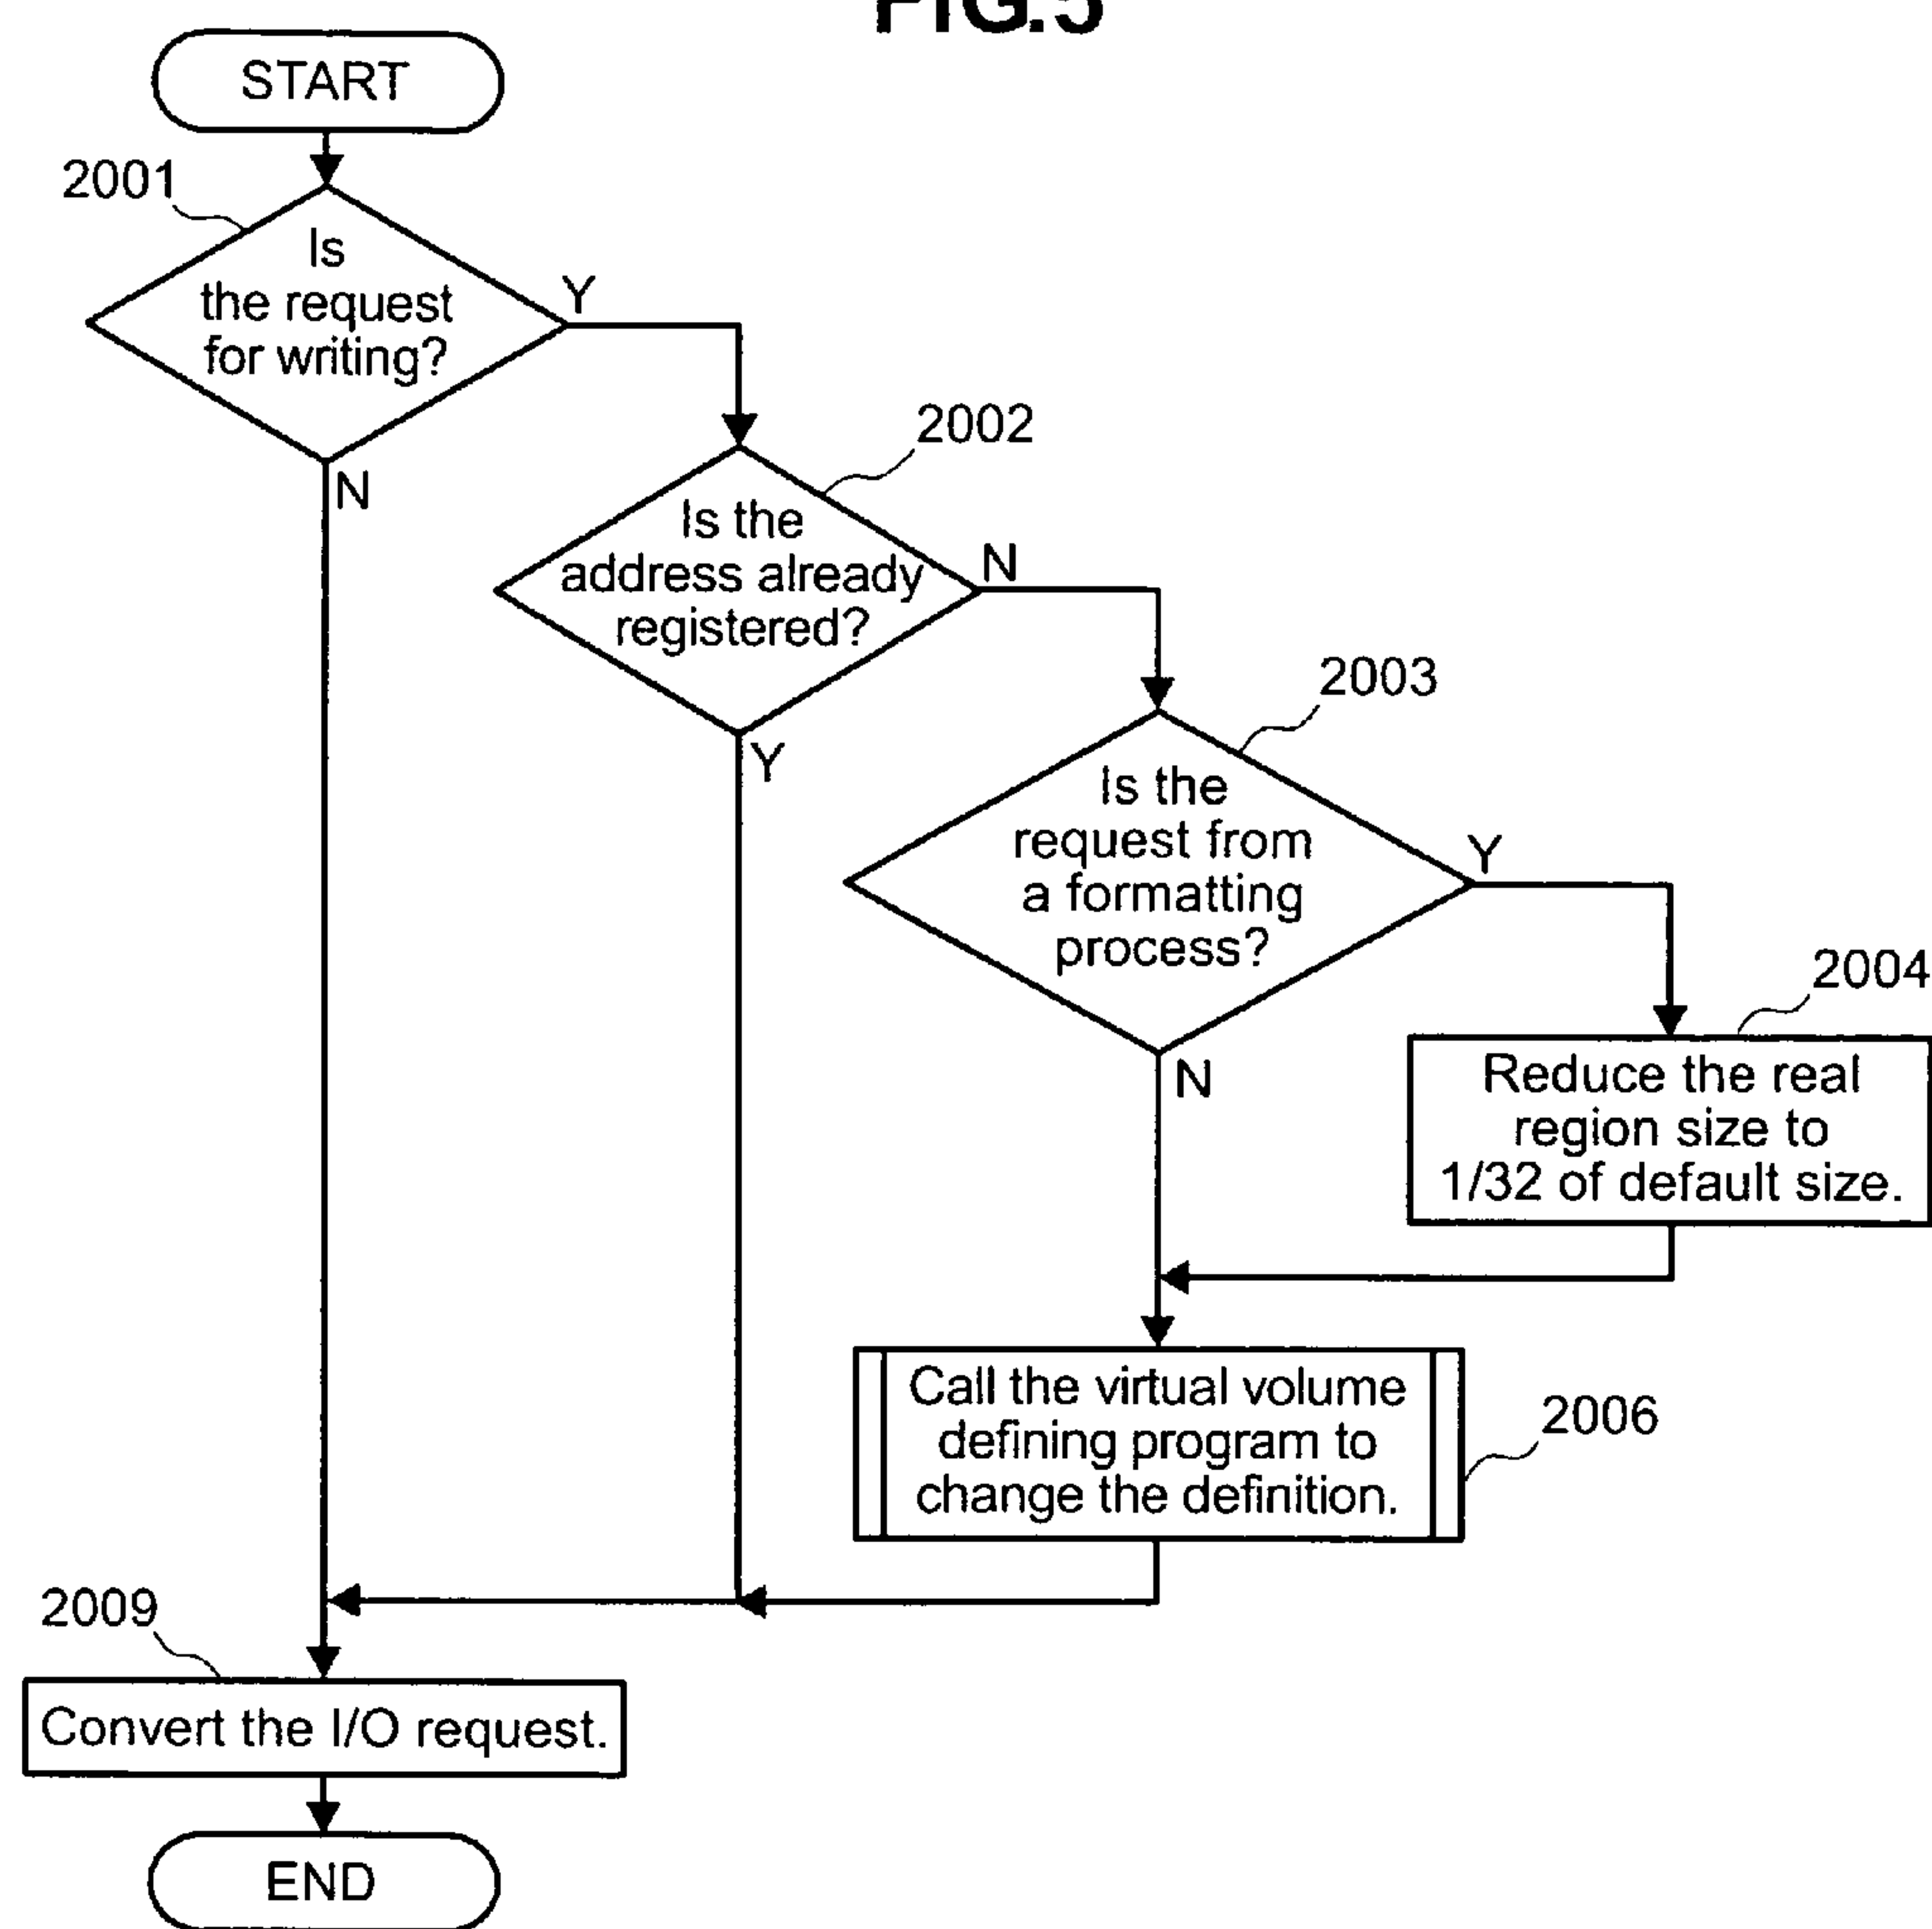 FIG.5
START
2001
Is
the request
for writing?
Y
N
2002
Is the
address already
registered?
N
Y
2003
Is the
request from
a formatting
process?
Y
N
2004
Reduce the real
region size to
1/32 of default size.
Call the virtual volume
defining program to
change the definition.
2006
2009
Convert the I/O request.
END